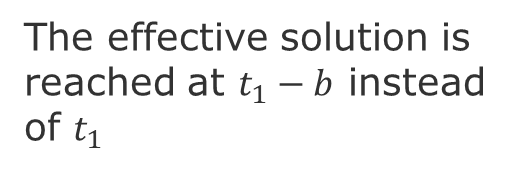 The effective solution is
reached at t₁ − b instead
of t₁